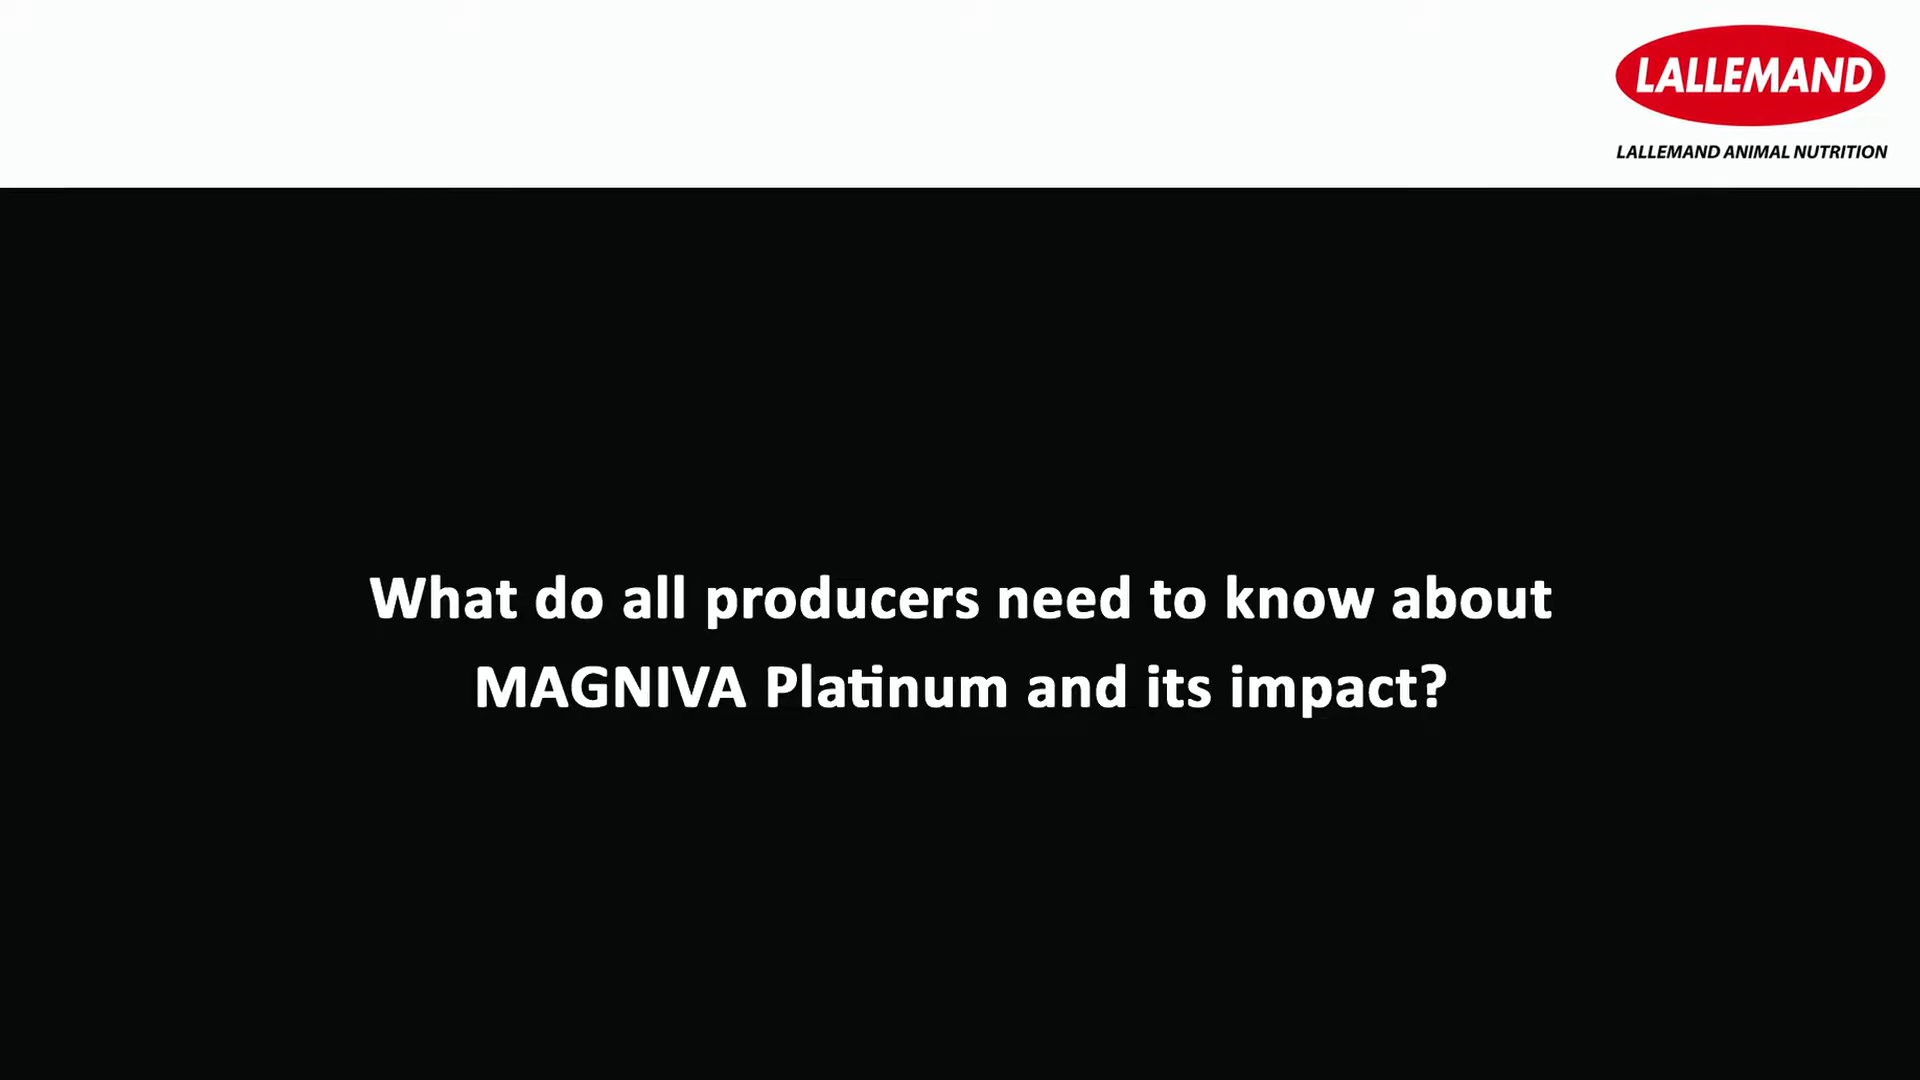 LALLEMAND
LALLEMAND ANIMAL NUTRITION
What do all producers need to know about
MAGNIVA Platinum and its impact?